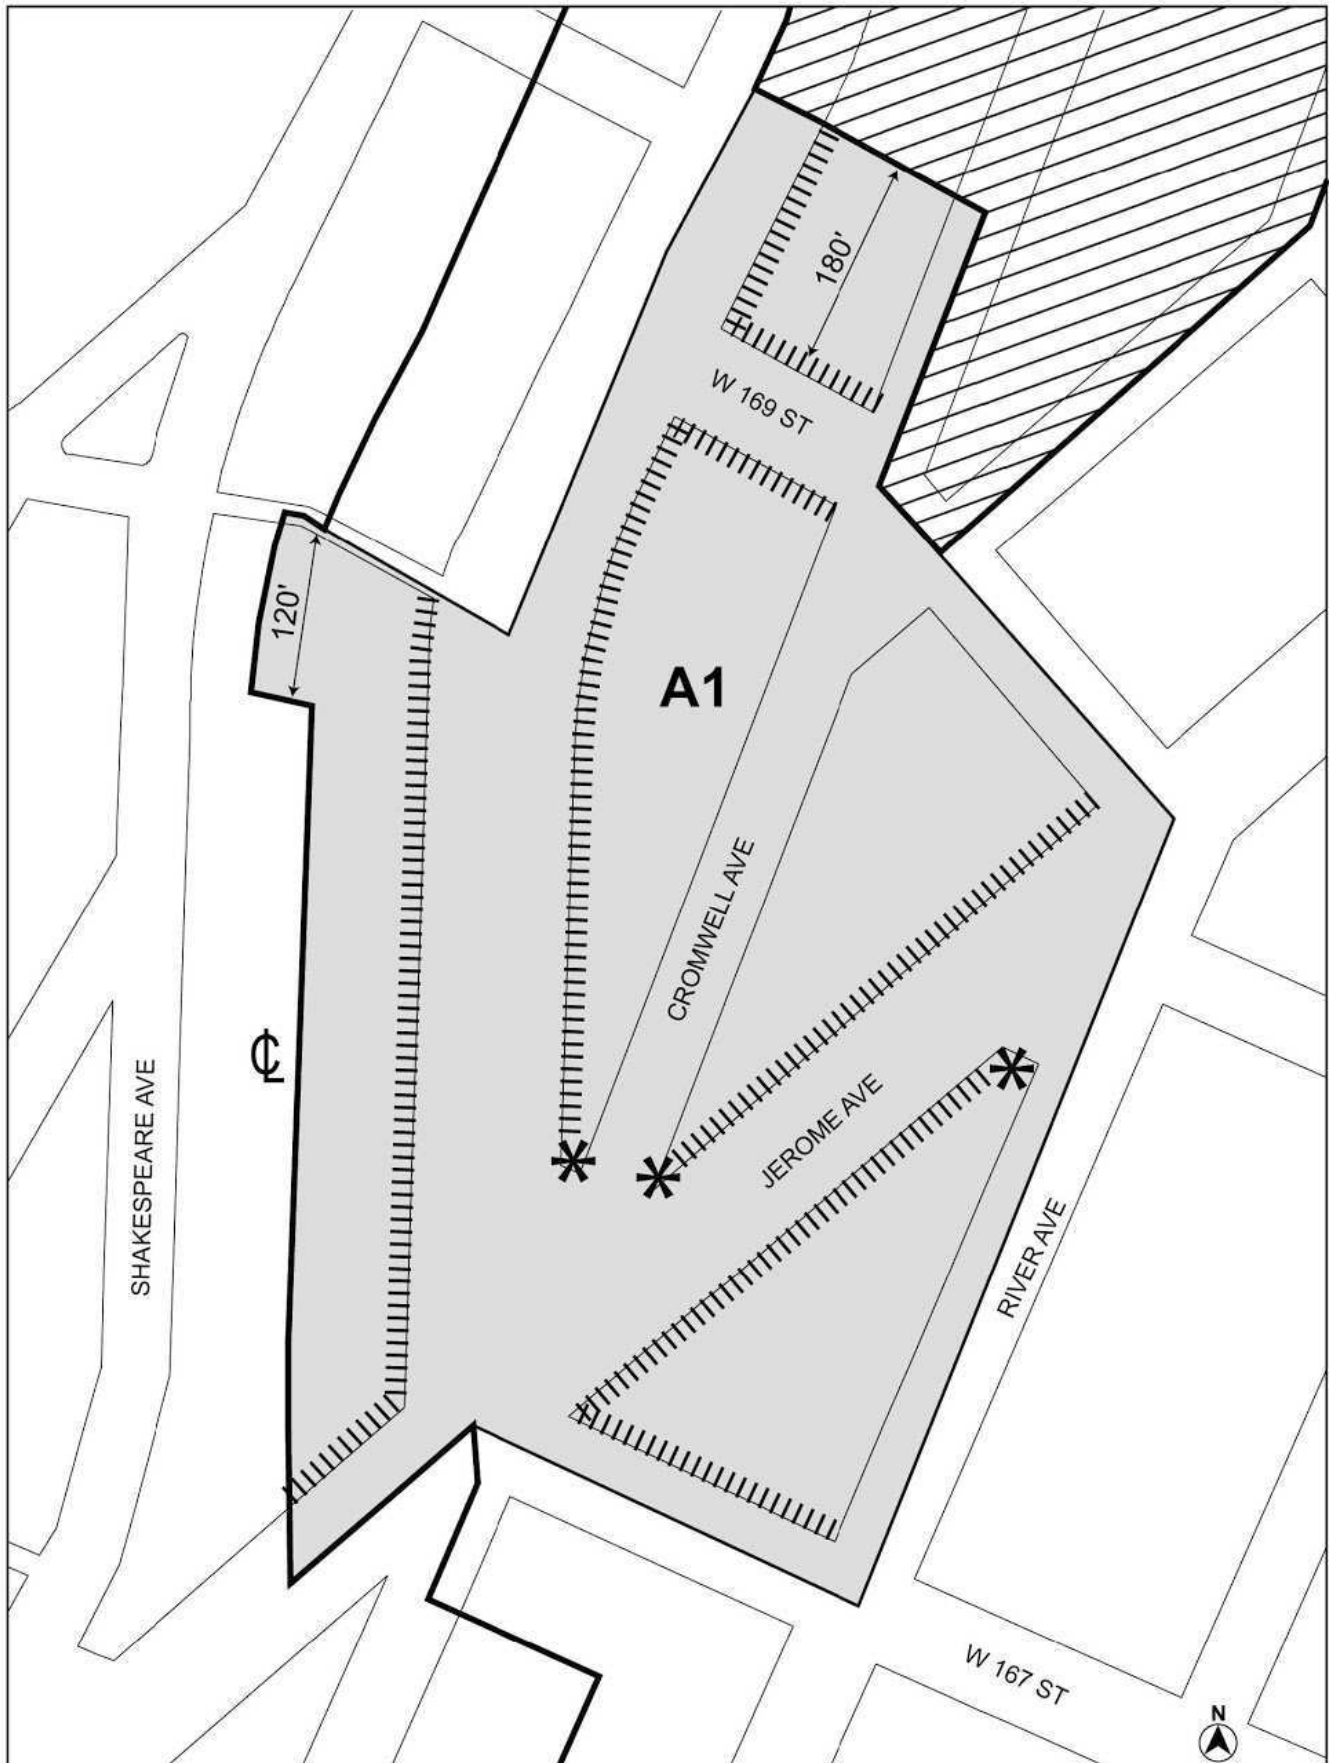 180'
W 169 ST
120'
A1
CROMWELL AVE
℄
JEROME AVE
SHAKESPEARE AVE
RIVER AVE
W 167 ST
N